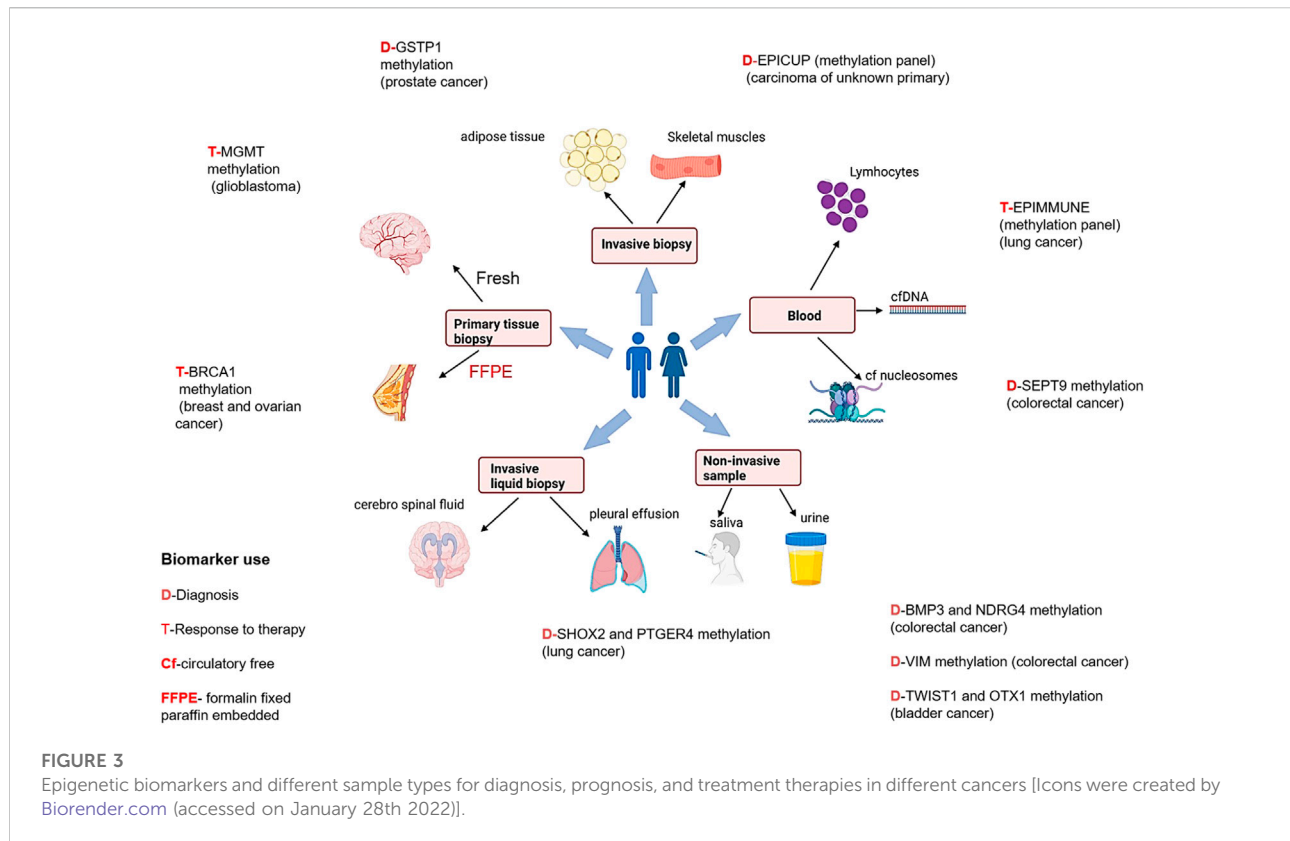 D-GSTP1
methylation
(prostate cancer)
D-EPICUP (methylation panel)
(carcinoma of unknown primary)
adipose tissue
Skeletal muscles
T-MGMT
methylation
(glioblastoma)
Lymhocytes
T-EPIMMUNE
(methylation panel)
(lung cancer)
Invasive biopsy
Fresh
cfDNA
Blood
Primary tissue
biopsy
FFPE
T-BRCA1
methylation
(breast and ovarian
cancer)
cf nucleosomes
D-SEPT9 methylation
(colorectal cancer)
Invasive
liquid biopsy
Non-invasive
sample
cerebro spinal fluid
pleural effusion
saliva
urine
Biomarker use
D-Diagnosis
T-Response to therapy
Cf-circulatory free
FFPE- formalin fixed
paraffin embedded
D-SHOX2 and PTGER4 methylation
(lung cancer)
D-BMP3 and NDRG4 methylation
(colorectal cancer)
D-VIM methylation (colorectal cancer)
D-TWIST1 and OTX1 methylation
(bladder cancer)
FIGURE 3
Epigenetic biomarkers and different sample types for diagnosis, prognosis, and treatment therapies in different cancers [Icons were created by
Biorender.com (accessed on January 28th 2022)].